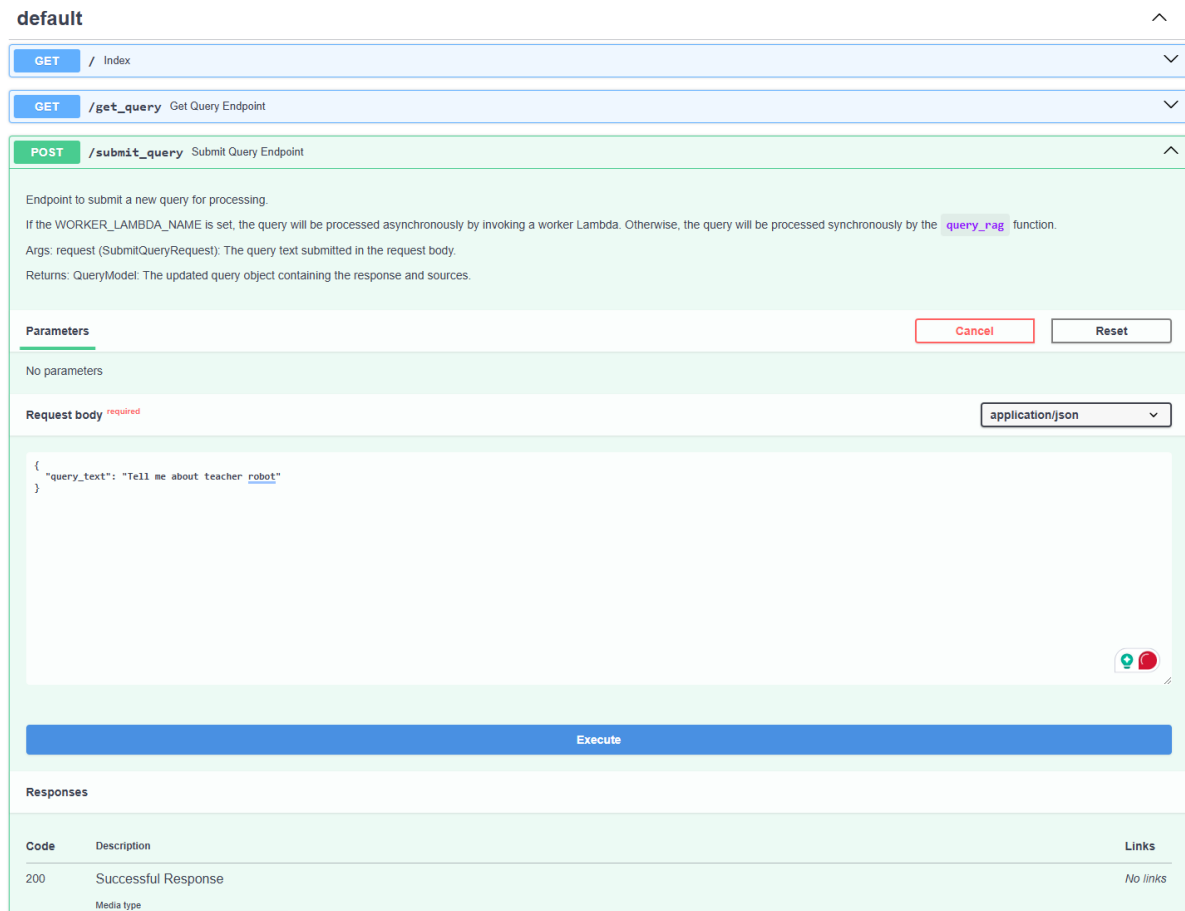 default
GET / Index
GET /get_query Get Query Endpoint
POST /submit_query Submit Query Endpoint
Endpoint to submit a new query for processing.
If the WORKER_LAMBDA_NAME is set, the query will be processed asynchronously by invoking a worker Lambda. Otherwise, the query will be processed synchronously by the query_rag function.
Args: request (SubmitQueryRequest): The query text submitted in the request body.
Returns: QueryModel: The updated query object containing the response and sources.
Parameters Cancel Reset
No parameters
Request body required application/json
{
"query_text": "Tell me about teacher robot"
}
Execute
Responses
Code Description Links
200 Successful Response No links
Media type